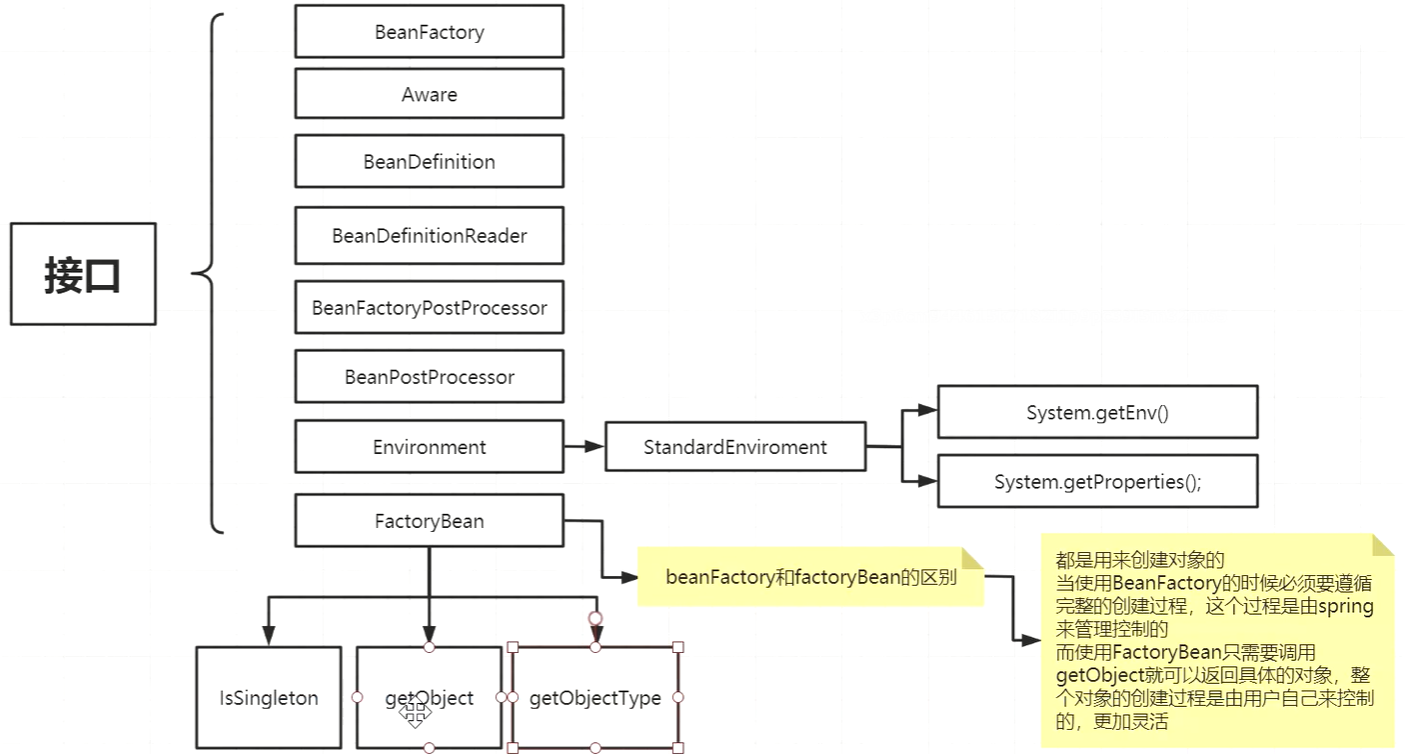 BeanFactory
Aware
BeanDefinition
BeanDefinitionReader
BeanFactoryPostProcessor
BeanPostProcessor
Environment
FactoryBean
接口
StandardEnviroment
System.getEnv()
System.getProperties();
beanFactory和factoryBean的区别
都是用来创建对象的
当使用BeanFactory的时候必须要遵循
完整的创建过程，这个过程是由spring
来管理控制的
而使用FactoryBean只需要调用
getObject就可以返回具体的对象，整
个对象的创建过程是由用户自己来控制
的，更加灵活
IsSingleton
getObject
getObjectType